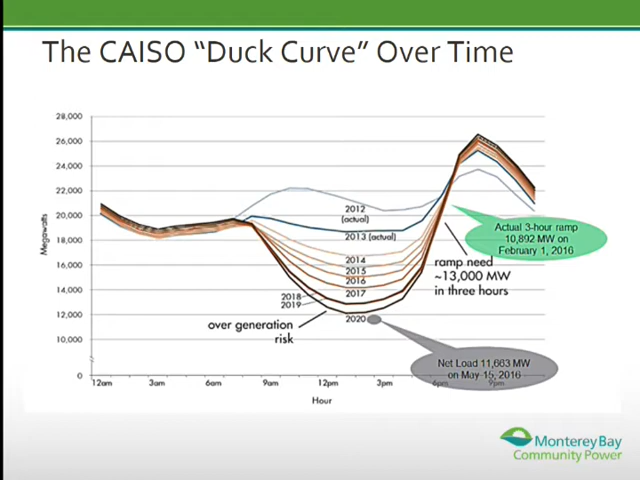 The CAISO “Duck Curve” Over Time
28,000
26,000
24,000
22,000
20,000
18,000
16,000
14,000
12,000
10,000
0
Megawatts
2012
(actual)
2013 (actual)
2014
2015
2016
2017
2018
2019
2020
over generation
risk
ramp need
~13,000 MW
in three hours
Actual 3-hour ramp
10,892 MW on
February 1, 2016
Net Load 11,663 MW
on May 15, 2016
12am
3am
6am
9am
12pm
3pm
6pm
9pm
Hour
Monterey Bay
Community Power